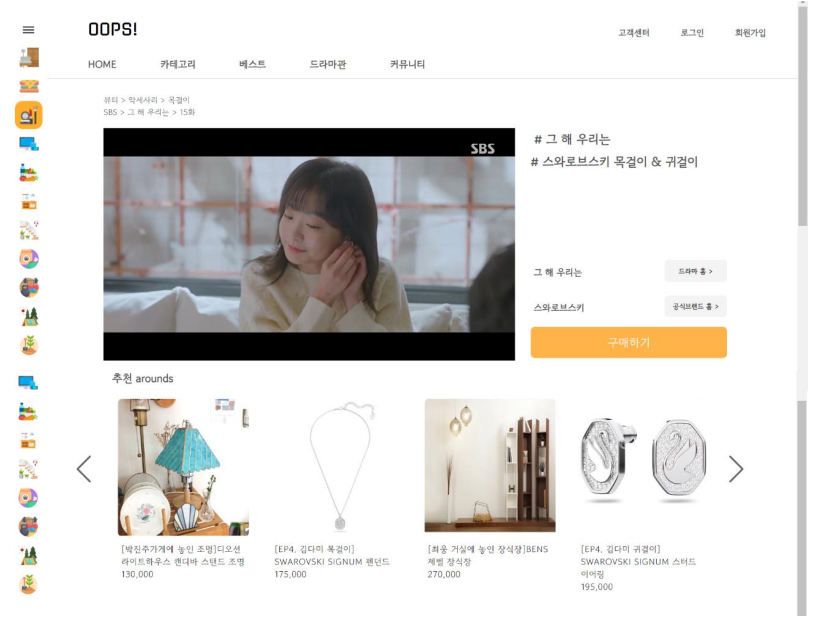 OOPS!
고객센터 로그인 회원가입
HOME 카테고리 베스트 드라마관 커뮤니티
뷰티 > 악세사리 > 목걸이
SBS > 그 해 우리는 > 15화
SBS
# 그 해 우리는
# 스와로브스키 목걸이 & 귀걸이
그 해 우리는 드라마 홈 >
스와로브스키 공식브랜드 홈 >
구매하기
추천 arounds
[박진주가게에 놓인 조명]디오션
라이트하우스 캔디바 스탠드 조명
130,000
[EP4. 김다미 목걸이]
SWAROVSKI SIGNUM 펜던드
175,000
[최웅 거실에 놓인 장식장]BENS
제벨 장식장
270,000
[EP4. 김다미 귀걸이]
SWAROVSKI SIGNUM 스터드
이어링
195,000